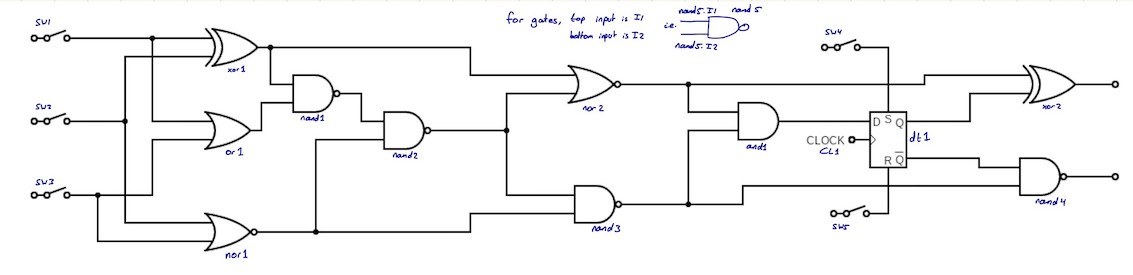 for gates, top input is I1
bottom input is I2
i.e.
nand5.I1
nand5
nand5.I2
SW1
SW2
SW3
SW4
SW5
xor1
or1
nor1
nand1
nand2
nor2
nand3
and1
CLOCK
CL1
D S Q
R Q̅
dt1
xor2
nand4